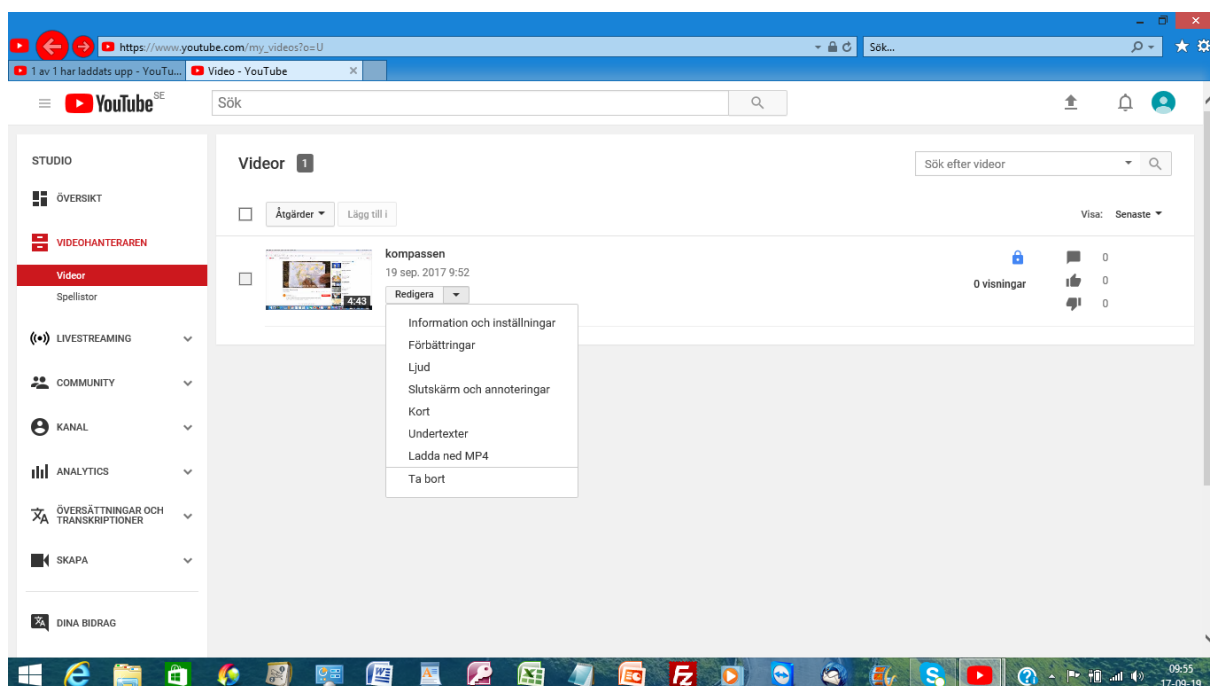 https://www.youtube.com/my_videos?o=U
Sök...
1 av 1 har laddats upp - YouTu...
Video - YouTube
YouTube SE
Sök
STUDIO
Videor 1
Sök efter videor
ÖVERSIKT
Åtgärder
Lägg till i
Visa: Senaste
VIDEOHANTERAREN
Videor
Spellistor
kompassen
19 sep. 2017 9:52
4:43
Redigera
0 visningar
0
0
0
Information och inställningar
Förbättringar
Ljud
Slutskärm och annoteringar
Kort
Undertexter
Ladda ned MP4
Ta bort
LIVESTREAMING
COMMUNITY
KANAL
ANALYTICS
ÖVERSÄTTNINGAR OCH
TRANSKRIPTIONER
SKAPA
DINA BIDRAG
09:55
17-09-19